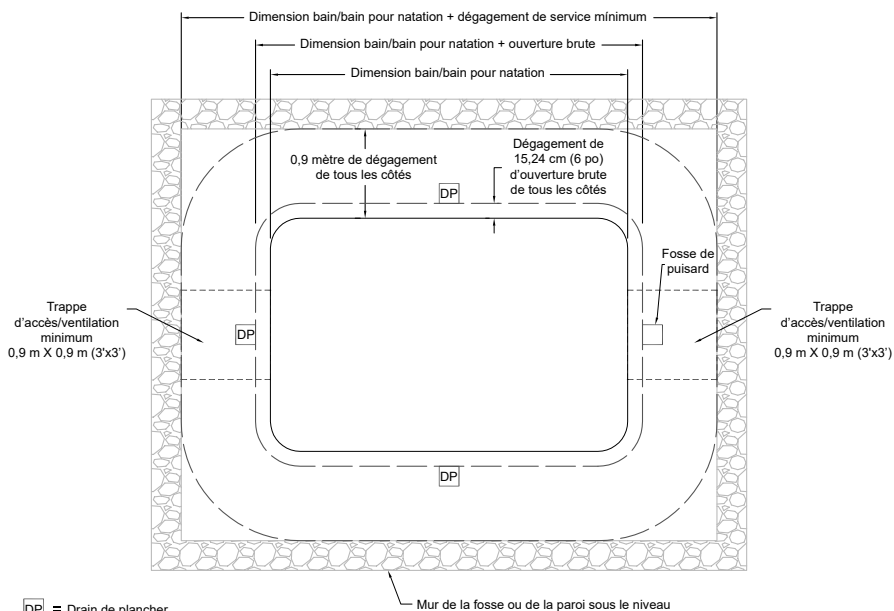 Dimension bain/bain pour natation + dégagement de service mínimum
Dimension bain/bain pour natation + ouverture brute
Dimension bain/bain pour natation
0,9 mètre de dégagement
de tous les côtés
Dégagement de
15,24 cm (6 po)
d'ouverture brute
de tous les côtés
DP
Fosse de
puisard
Trappe
d'accès/ventilation
minimum
0,9 m X 0,9 m (3'x3')
DP
Trappe
d'accès/ventilation
minimum
0,9 m X 0,9 m (3'x3')
DP
DP = Drain de plancher
Mur de la fosse ou de la paroi sous le niveau